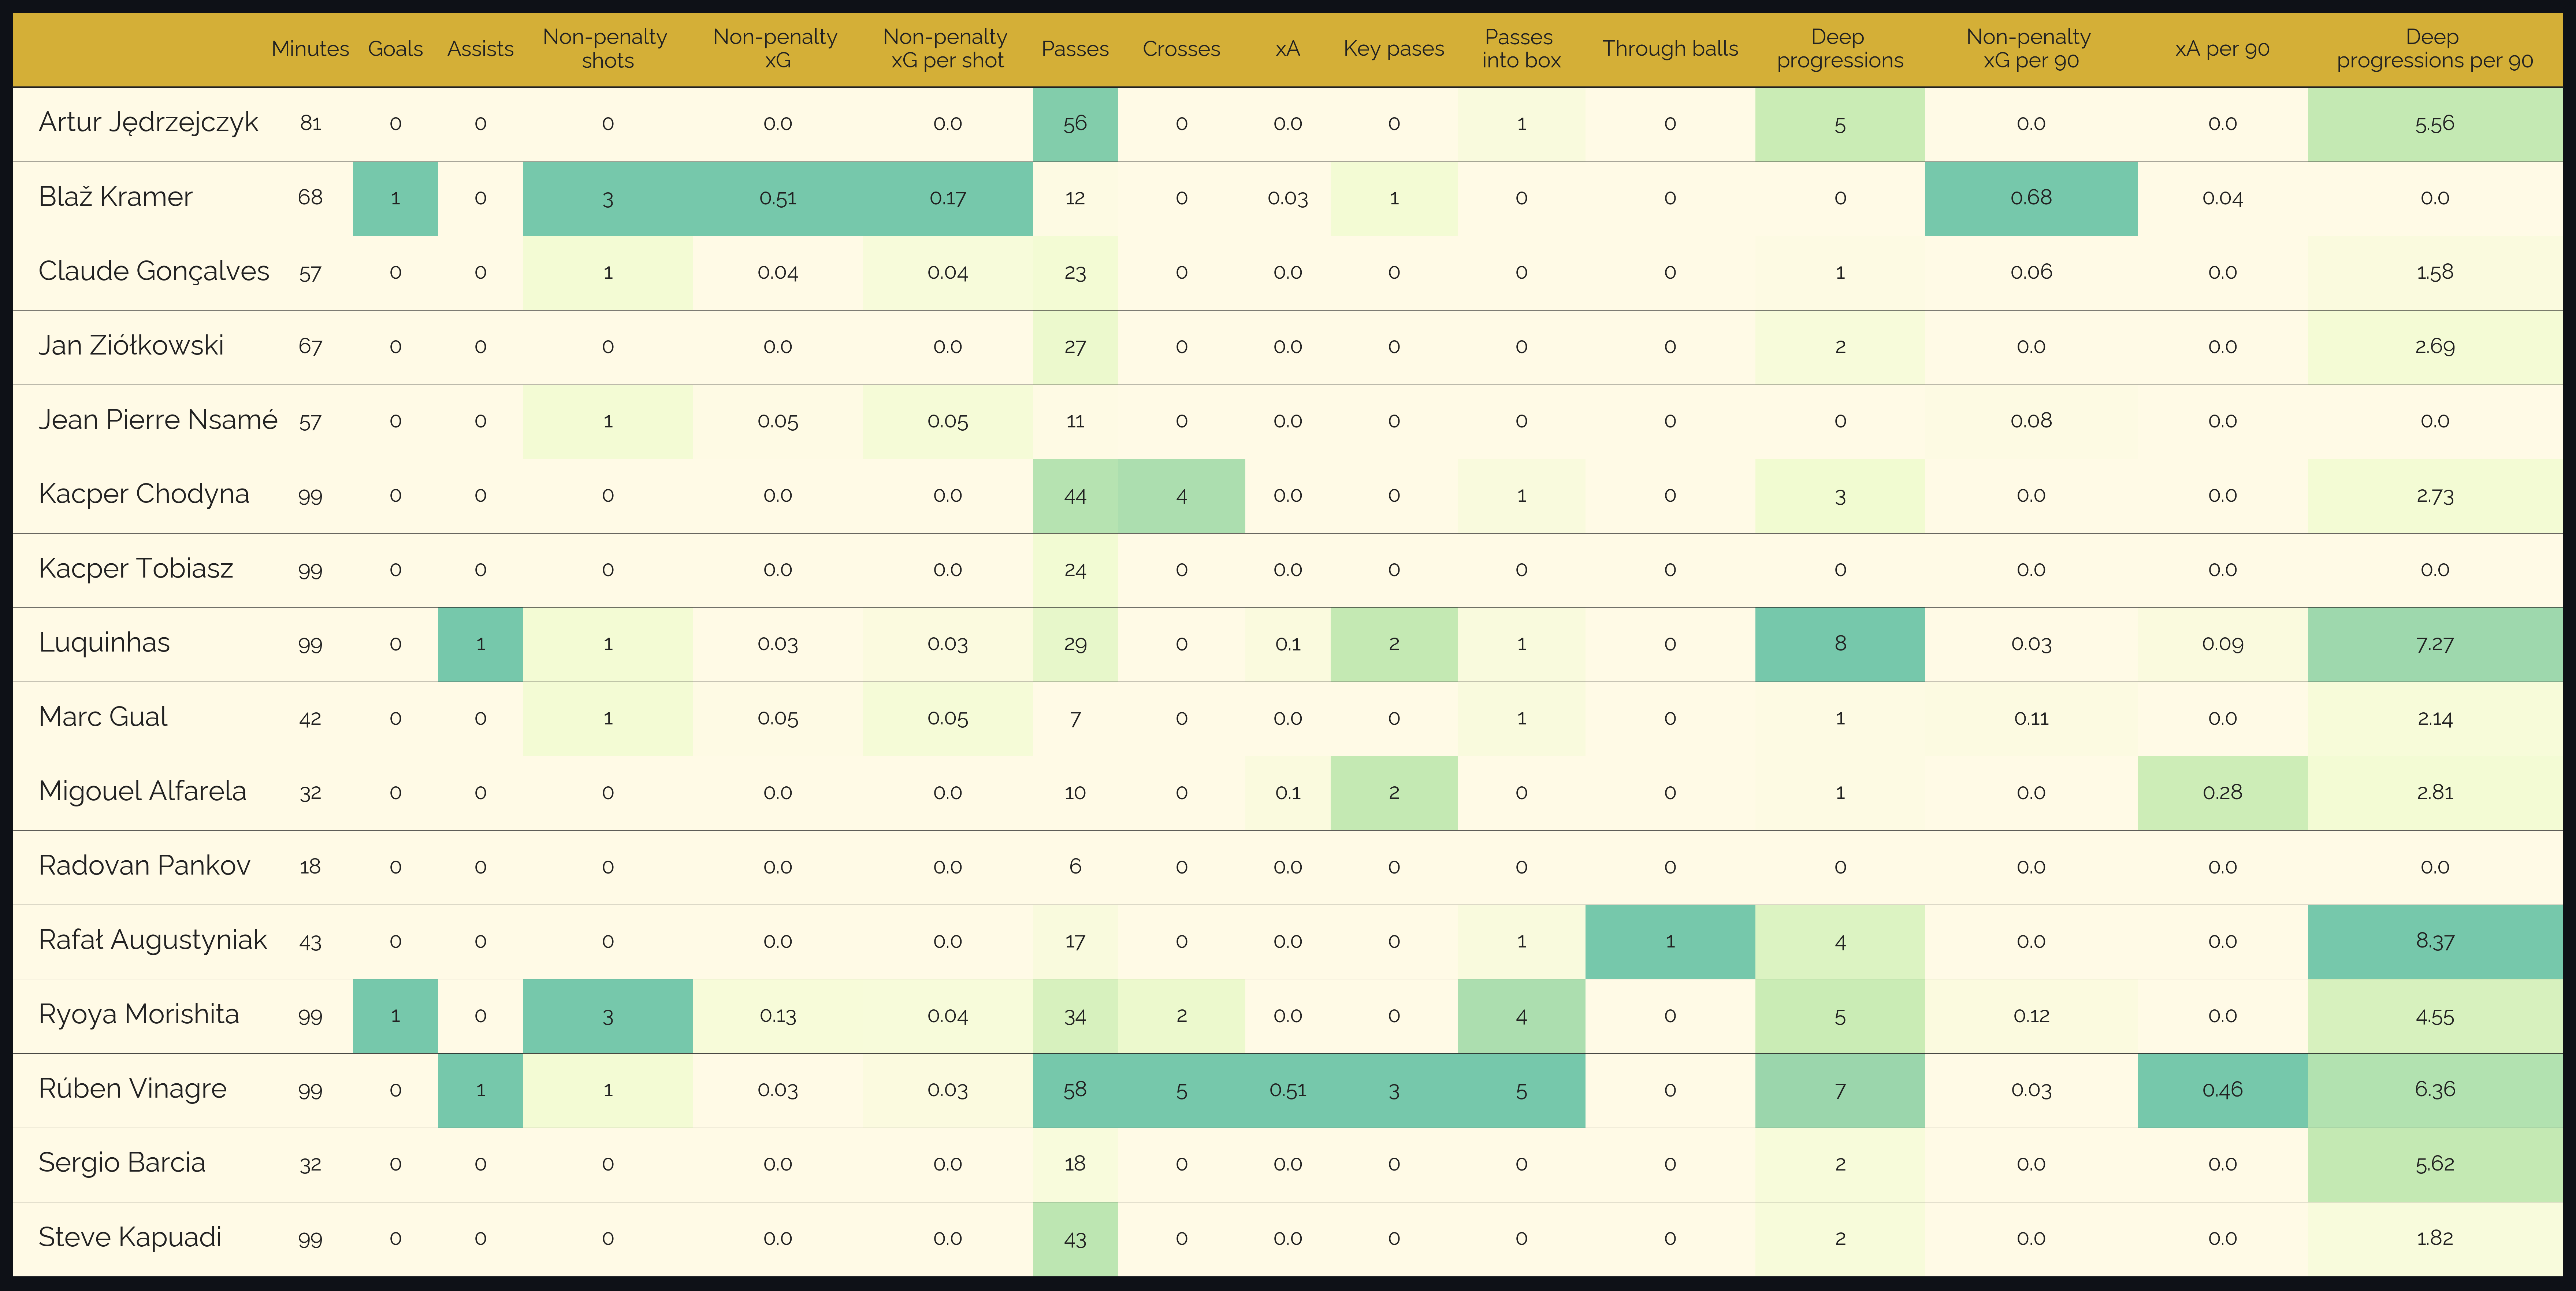 Minutes Goals Assists Non-penalty shots Non-penalty xG Non-penalty xG per shot Passes Crosses xA Key pases Passes into box Through balls Deep progressions Non-penalty xG per 90 xA per 90 Deep progressions per 90
Artur Jędrzejczyk 81 0 0 0 0.0 0.0 56 0 0.0 0 1 0 5 0.0 0.0 5.56
Blaž Kramer 68 1 0 3 0.51 0.17 12 0 0.03 1 0 0 0 0.68 0.04 0.0
Claude Gonçalves 57 0 0 1 0.04 0.04 23 0 0.0 0 0 0 1 0.06 0.0 1.58
Jan Ziółkowski 67 0 0 0 0.0 0.0 27 0 0.0 0 0 0 2 0.0 0.0 2.69
Jean Pierre Nsamé 57 0 0 1 0.05 0.05 11 0 0.0 0 0 0 0 0.08 0.0 0.0
Kacper Chodyna 99 0 0 0 0.0 0.0 44 4 0.0 0 1 0 3 0.0 0.0 2.73
Kacper Tobiasz 99 0 0 0 0.0 0.0 24 0 0.0 0 0 0 0 0.0 0.0 0.0
Luquinhas 99 0 1 1 0.03 0.03 29 0 0.1 2 1 0 8 0.03 0.09 7.27
Marc Gual 42 0 0 1 0.05 0.05 7 0 0.0 0 1 0 1 0.11 0.0 2.14
Migouel Alfarela 32 0 0 0 0.0 0.0 10 0 0.1 2 0 0 1 0.0 0.28 2.81
Radovan Pankov 18 0 0 0 0.0 0.0 6 0 0.0 0 0 0 0 0.0 0.0 0.0
Rafał Augustyniak 43 0 0 0 0.0 0.0 17 0 0.0 0 1 1 4 0.0 0.0 8.37
Ryoya Morishita 99 1 0 3 0.13 0.04 34 2 0.0 0 4 0 5 0.12 0.0 4.55
Rúben Vinagre 99 0 1 1 0.03 0.03 58 5 0.51 3 5 0 7 0.03 0.46 6.36
Sergio Barcia 32 0 0 0 0.0 0.0 18 0 0.0 0 0 0 2 0.0 0.0 5.62
Steve Kapuadi 99 0 0 0 0.0 0.0 43 0 0.0 0 0 0 2 0.0 0.0 1.82